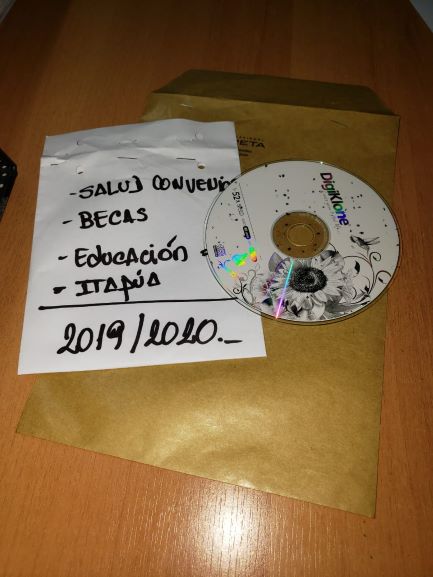 -SALUD CONVENIO
- BECAS
- EDUCACIÓN
- ITAPÚA
2019/2020.-
DigiKlone